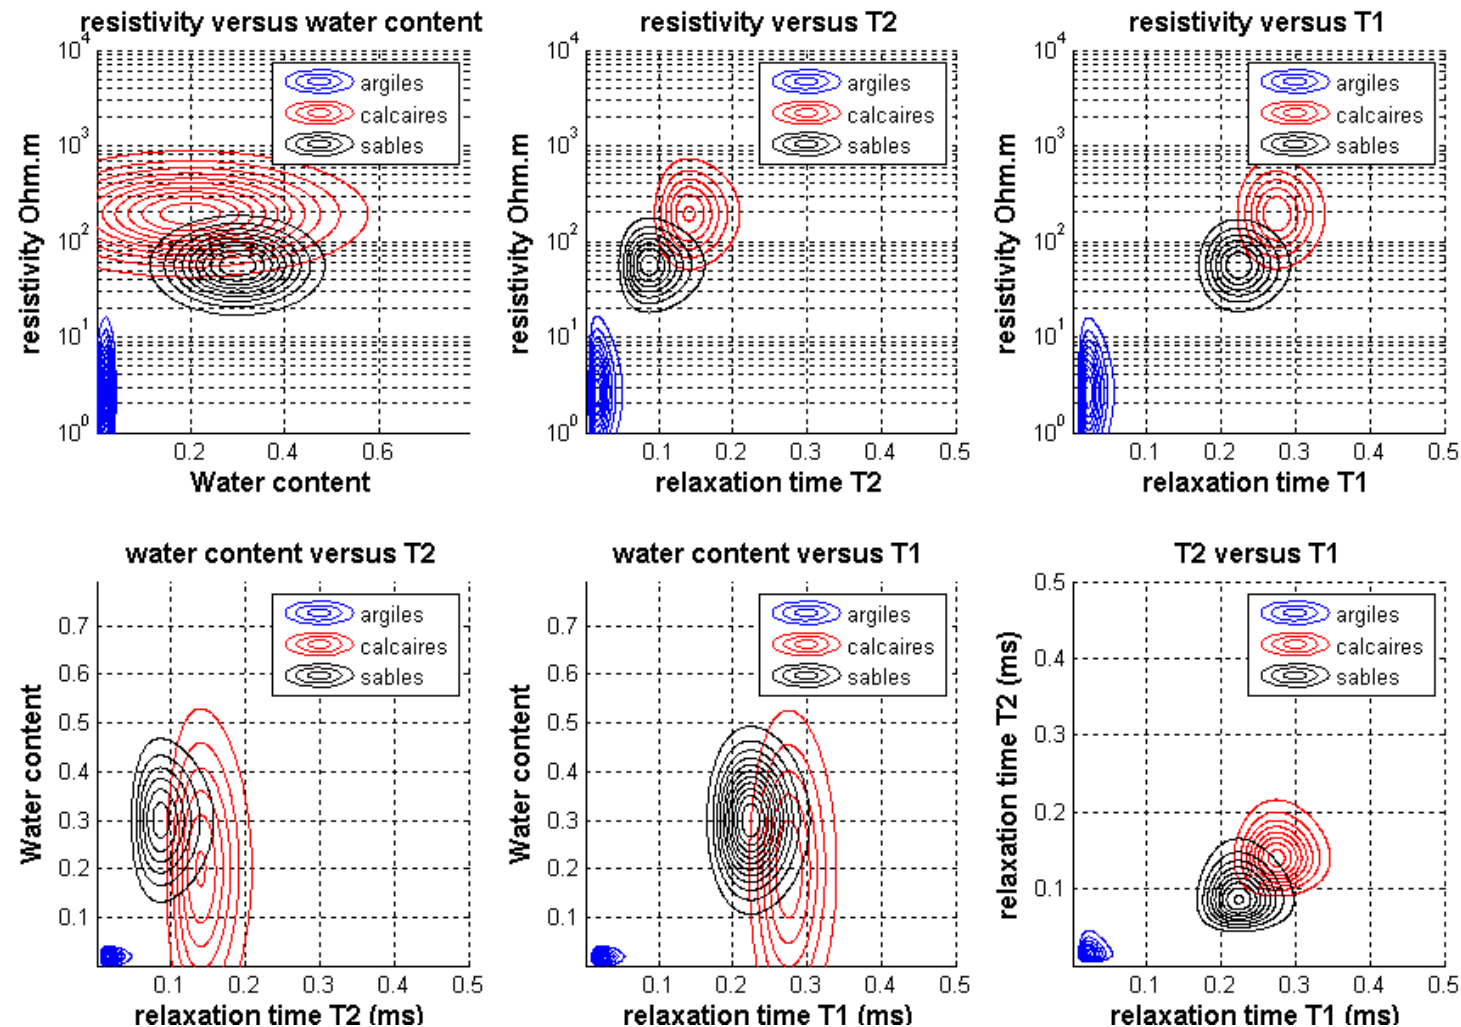 resistivity versus water content
resistivity versus T2
resistivity versus T1
10^4
10^3
10^2
10^1
10^0
resistivity Ohm.m
argiles
calcaires
sables
0.2 0.4 0.6
Water content
10^4
10^3
10^2
10^1
10^0
resistivity Ohm.m
argiles
calcaires
sables
0.1 0.2 0.3 0.4 0.5
relaxation time T2
10^4
10^3
10^2
10^1
10^0
resistivity Ohm.m
argiles
calcaires
sables
0.1 0.2 0.3 0.4 0.5
relaxation time T1
water content versus T2
water content versus T1
T2 versus T1
0.7
0.6
0.5
0.4
0.3
0.2
0.1
Water content
argiles
calcaires
sables
0.1 0.2 0.3 0.4 0.5
relaxation time T2 (ms)
0.7
0.6
0.5
0.4
0.3
0.2
0.1
Water content
argiles
calcaires
sables
0.1 0.2 0.3 0.4 0.5
relaxation time T1 (ms)
0.5
0.4
0.3
0.2
0.1
relaxation time T2 (ms)
argiles
calcaires
sables
0.1 0.2 0.3 0.4 0.5
relaxation time T1 (ms)